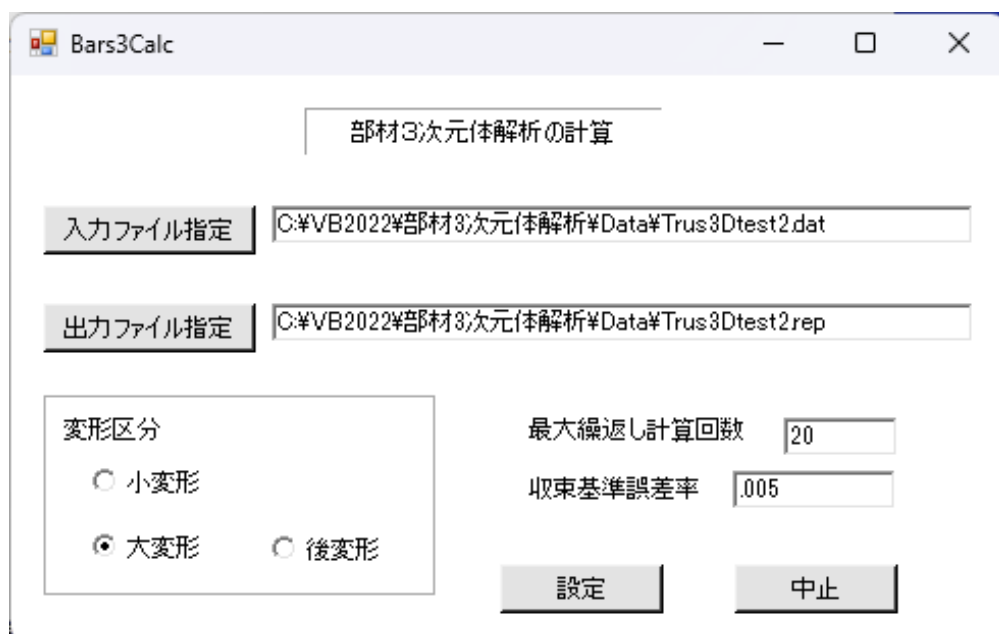 Bars3Calc
部材3次元体解析の計算
入力ファイル指定 C:¥VB2022¥部材3次元体解析¥Data¥Trus3Dtest2.dat
出力ファイル指定 C:¥VB2022¥部材3次元体解析¥Data¥Trus3Dtest2.rep
変形区分
最大繰返し計算回数 20
小変形
収束基準誤差率 .005
大変形 後変形
設定 中止